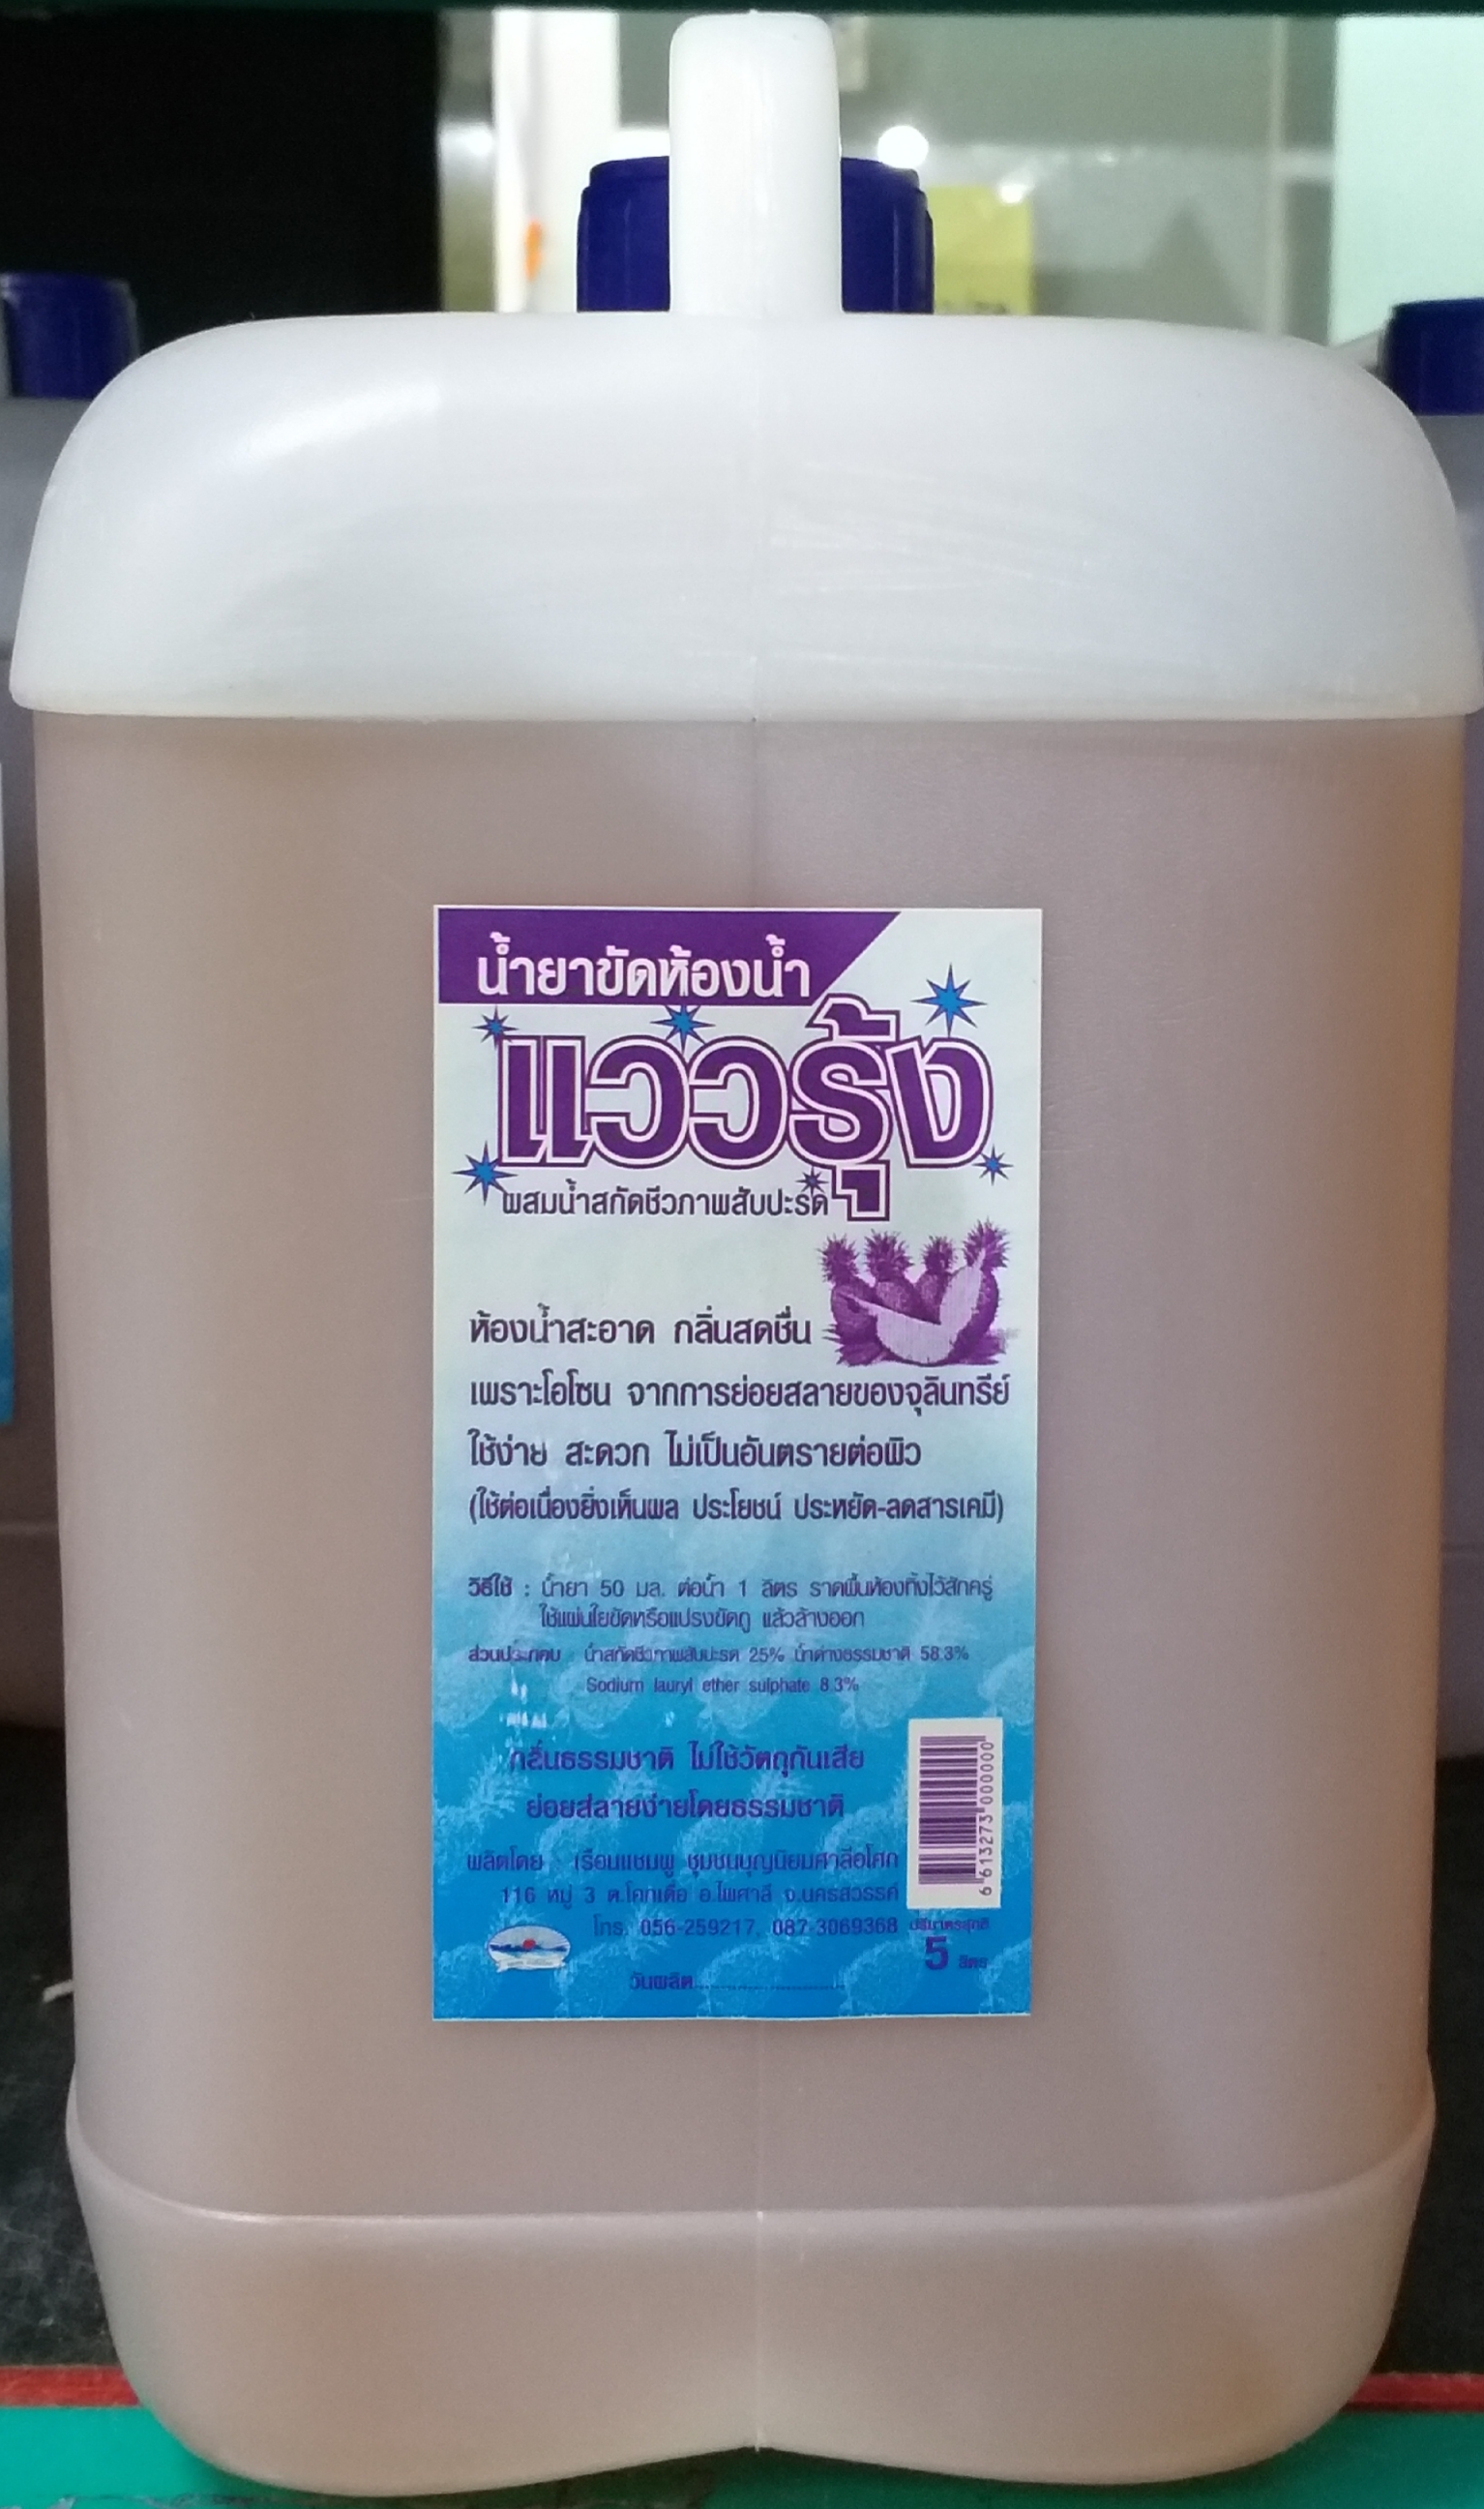 น้ำยาขัดห้องน้ำ
แวววรุ้ง
ผสมน้ำสกัดชีวภาพสับปะรด
ห้องน้ำสะอาด กลิ่นสดชื่น
เพราะโอโซน จากการย่อยสลายของจุลินทรีย์
ใช้ง่าย สะดวก ไม่เป็นอันตรายต่อผิว
(ใช้ต่อเนื่องยิ่งเห็นผล ประโยชน์ ประหยัด-ลดสารเคมี)
วิธีใช้ : น้ำยา 50 มล. ต่อน้ำ 1 ลิตร ราดพื้นห้องทิ้งไว้สักครู่
ใช้แผ่นใยขัดหรือแปรงขัดถู แล้วล้างออก
ส่วนประกอบ น้ำสกัดชีวภาพสับปะรด 25% น้ำด่างธรรมชาติ 58.3%
Sodium lauryl ether sulphate 8.3%
กลิ่นธรรมชาติ ไม่ใช้วัตถุกันเสีย
ย่อยสลายง่ายโดยธรรมชาติ
ผลิตโดย เรือนแชมพู ชุมชนบุญนิยมศาลีอโศก
116 หมู่ 3 ต.โคกเดื่อ อ.ไพศาลี จ.นครสวรรค์
โทร. 056-259217, 087-3069368
วันผลิต
6 613273 000000
ปริมาตรสุทธิ
5 ลิตร